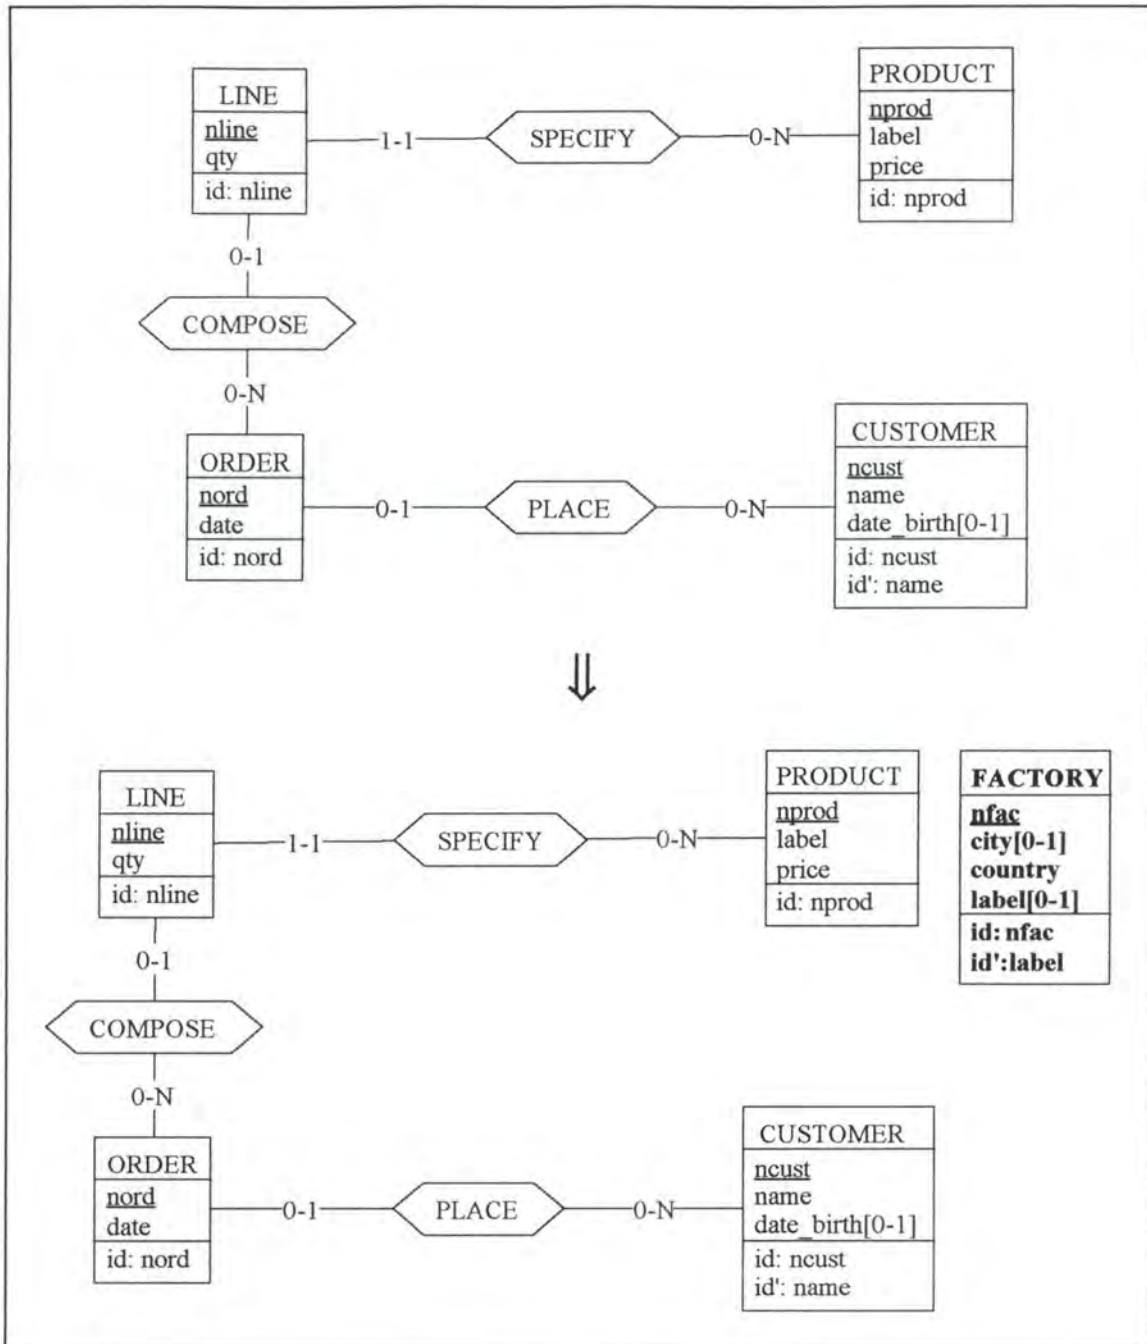 LINE
nline
qty
id: nline
1-1
SPECIFY
0-N
PRODUCT
nprod
label
price
id: nprod
0-1
COMPOSE
0-N
ORDER
nord
date
id: nord
0-1
PLACE
0-N
CUSTOMER
ncust
name
date_birth[0-1]
id: ncust
id': name
⇓
LINE
nline
qty
id: nline
1-1
SPECIFY
0-N
PRODUCT
nprod
label
price
id: nprod
FACTORY
nfac
city[0-1]
country
label[0-1]
id: nfac
id':label
0-1
COMPOSE
0-N
ORDER
nord
date
id: nord
0-1
PLACE
0-N
CUSTOMER
ncust
name
date_birth[0-1]
id: ncust
id': name